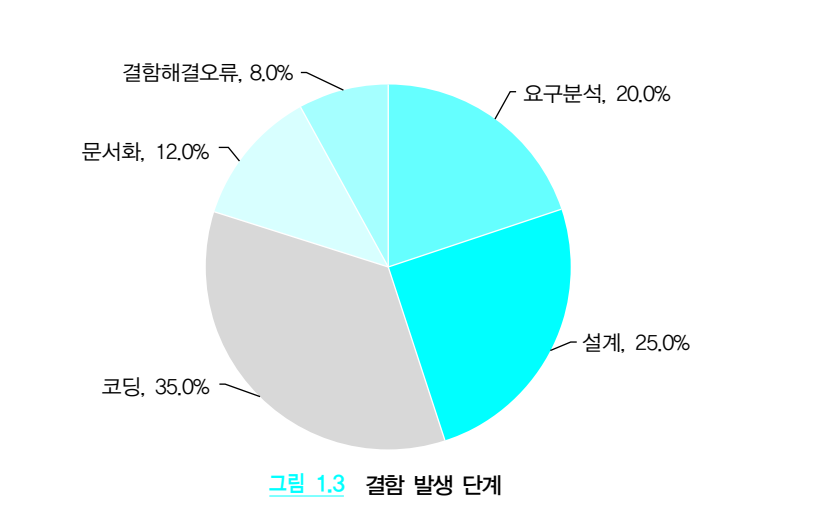 결함해결오류, 8.0%
요구분석, 20.0%
문서화, 12.0%
설계, 25.0%
코딩, 35.0%
그림 1.3 결함 발생 단계